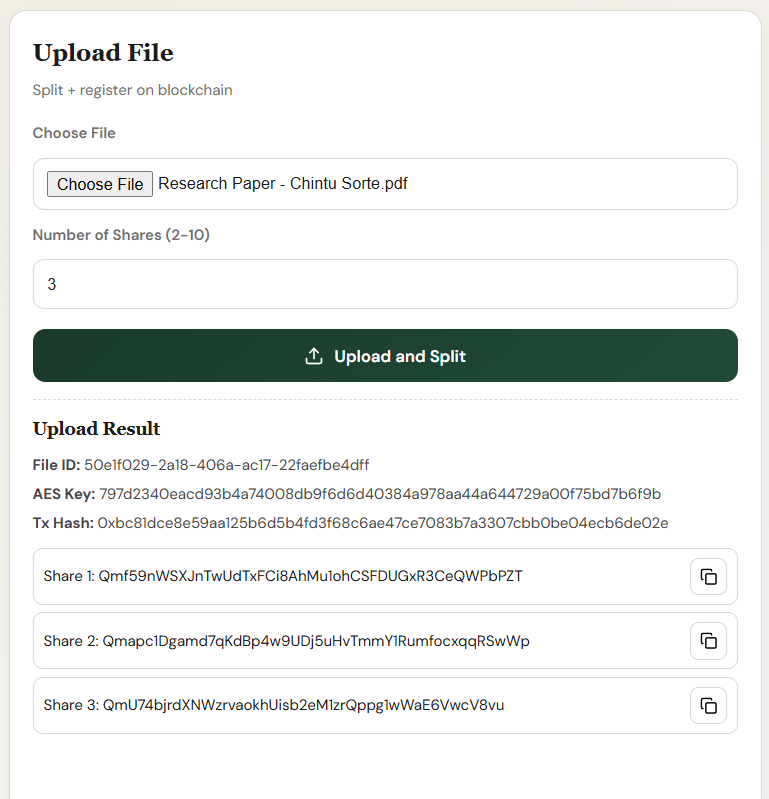 Upload File
Split + register on blockchain
Choose File
Choose File Research Paper - Chintu Sorte.pdf
Number of Shares (2-10)
3
Upload and Split
Upload Result
File ID: 50e1f029-2a18-406a-ac17-22faefbe4dff
AES Key: 797d2340eacd93b4a74008db9f6d6d40384a978aa44a644729a00f75bd7b6f9b
Tx Hash: 0xbc81dce8e59aa125b6d5b4fd3f68c6ae47ce7083b7a3307cbb0be04ecb6de02e
Share 1: Qmf59nWSXJnTwUdTxFCi8AhMu1ohCSFDUGxR3CeQWPbPZT
Share 2: Qmapc1Dgamd7qKdBp4w9UDj5uHvTmmY1RumfocxqqRSwWp
Share 3: QmU74bjrdXNWzrvaokhUisb2eM1zrQppg1wWaE6VwcV8vu